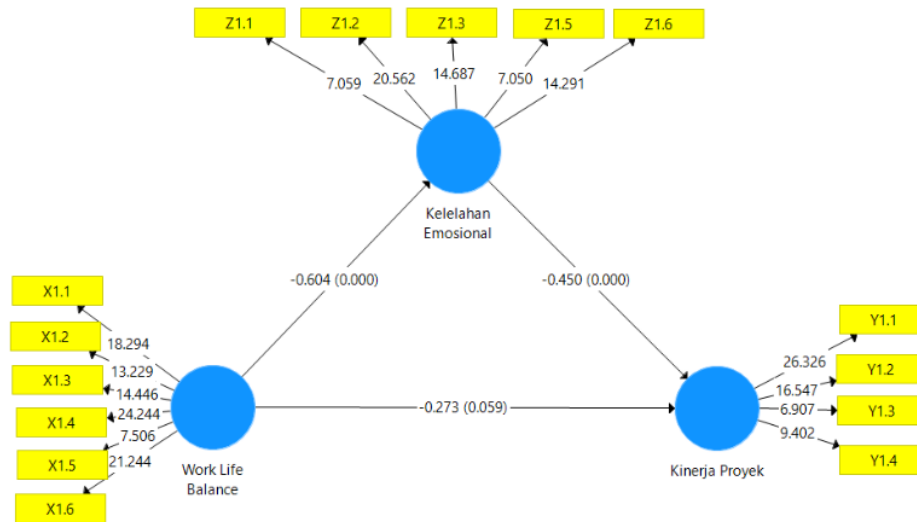 Z1.1
Z1.2
Z1.3
Z1.5
Z1.6
7.059
20.562
14.687
7.050
14.291
Kelelahan
Emosional
-0.604 (0.000)
-0.450 (0.000)
X1.1
X1.2
X1.3
X1.4
X1.5
X1.6
18.294
13.229
14.446
24.244
7.506
21.244
Work Life
Balance
-0.273 (0.059)
Y1.1
Y1.2
Y1.3
Y1.4
26.326
16.547
6.907
9.402
Kinerja Proyek